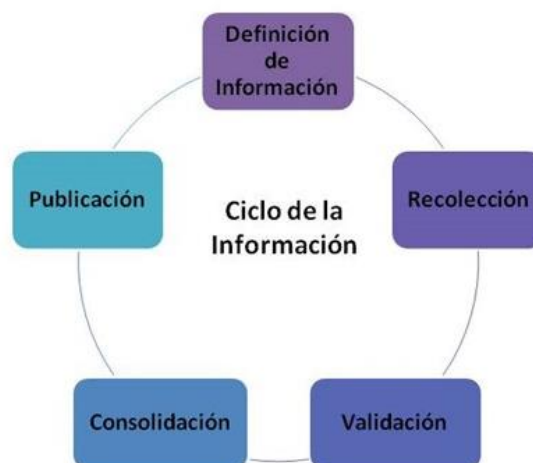 Definición
de
Información
Publicación
Recolección
Ciclo de la
Información
Consolidación
Validación